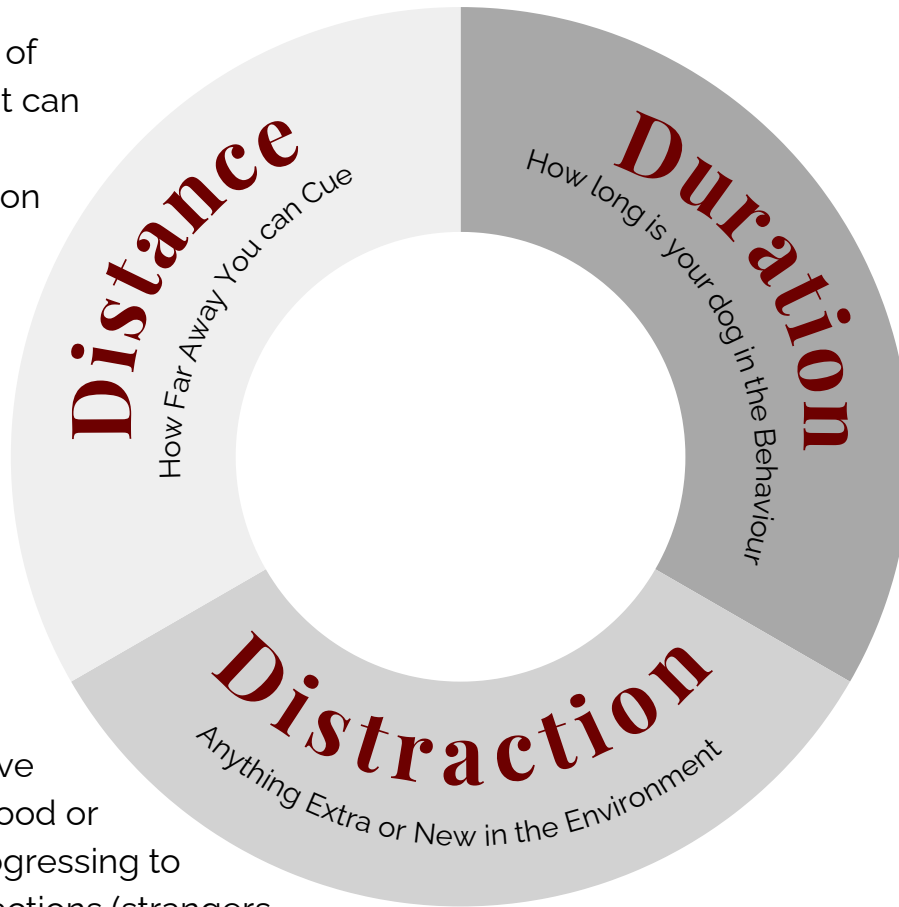 of
t can
on
Distance
How Far Away You can Cue
Duration
How long is your dog in the Behaviour
Distraction
Anything Extra or New in the Environment
ve
ood or
gressing to
(strangers